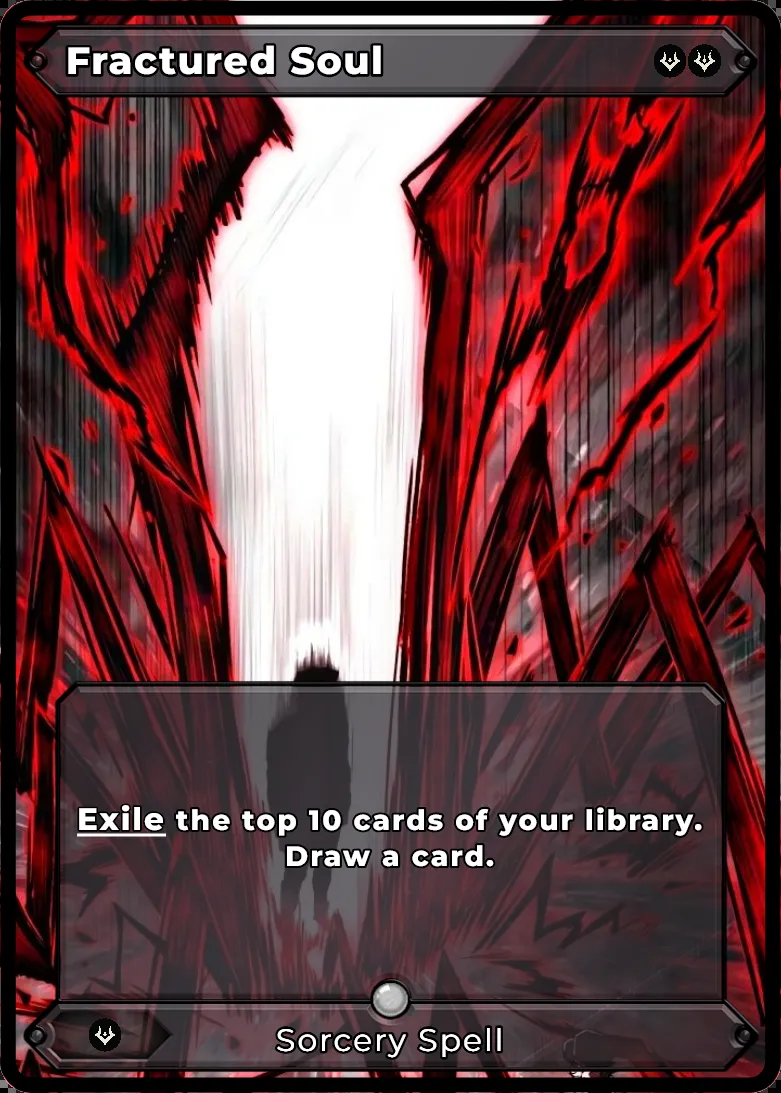 Fractured Soul
Exile the top 10 cards of your library.
Draw a card.
Sorcery Spell